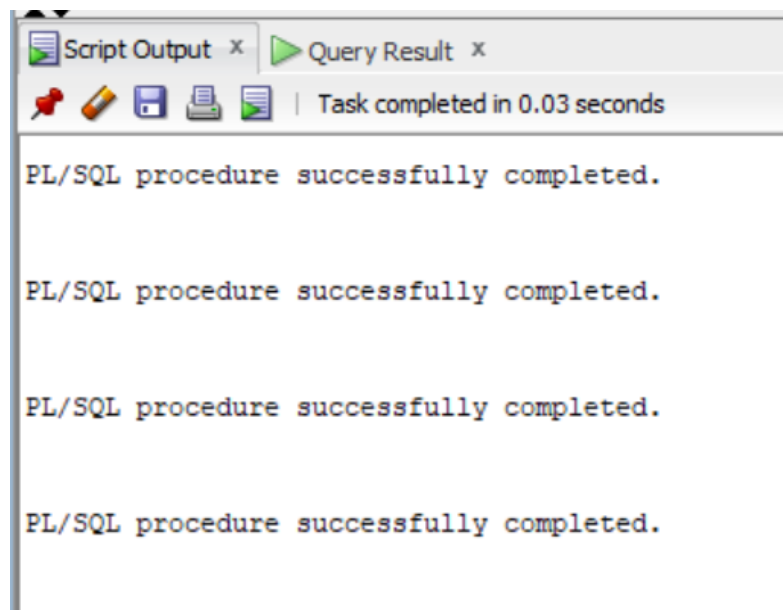 Script Output x Query Result x
Task completed in 0.03 seconds
PL/SQL procedure successfully completed.
PL/SQL procedure successfully completed.
PL/SQL procedure successfully completed.
PL/SQL procedure successfully completed.